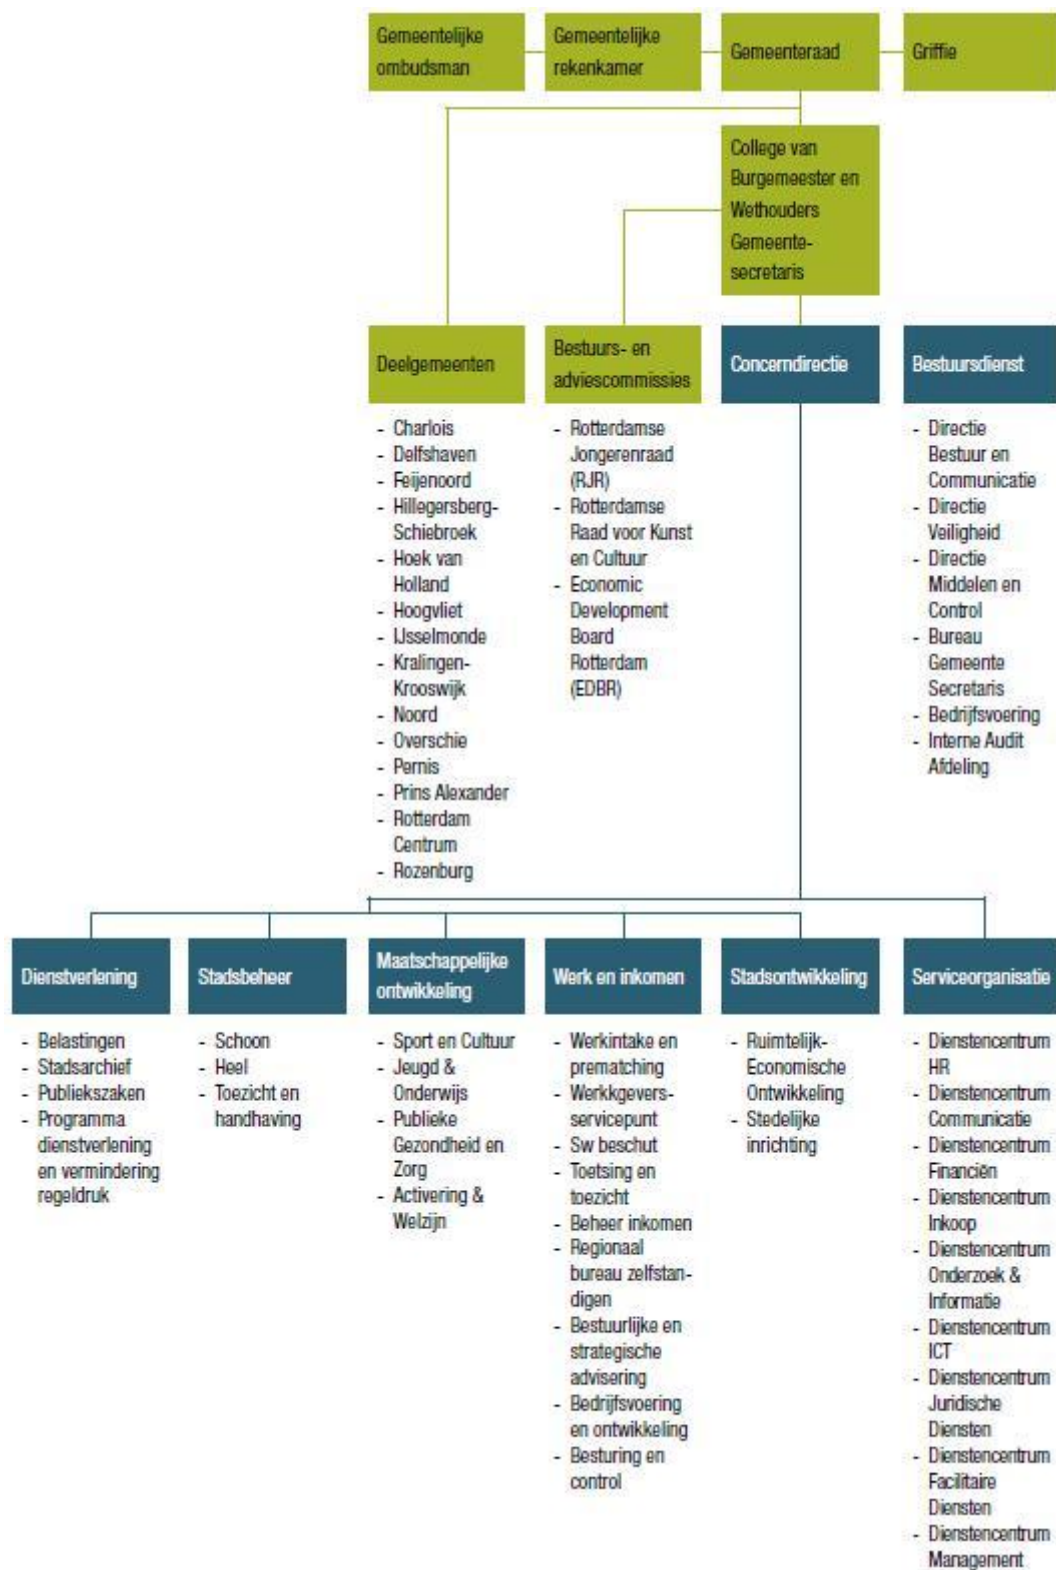 Gemeentelijke
ombudsman
Gemeentelijke
rekenkamer
Gemeenteraad
Griffie
College van
Burgemeester en
Wethouders
Gemeente-
secretaris
Deelgemeenten
- Charlois
- Delfshaven
- Feijenoord
- Hillegersberg-
Schiebroek
- Hoek van
Holland
- Hoogvliet
- IJsselmonde
- Kralingen-
Krooswijk
- Noord
- Overschie
- Pernis
- Prins Alexander
- Rotterdam
Centrum
- Rozenburg
Bestuurs- en
adviescommissies
- Rotterdamse
Jongerenraad
(RJR)
- Rotterdamse
Raad voor Kunst
en Cultuur
- Economic
Development
Board
Rotterdam
(EDBR)
Concerndirectie
Bestuursdienst
- Directie
Bestuur en
Communicatie
- Directie
Veiligheid
- Directie
Middelen en
Control
- Bureau
Gemeente
Secretaris
- Bedrijfsvoering
- Interne Audit
Afdeling
Dienstverlening
- Belastingen
- Stadsarchief
- Publiekszaken
- Programma
dienstverlening
en vermindering
regeldruk
Stadsbeheer
- Schoon
- Heel
- Toezicht en
handhaving
Maatschappelijke
ontwikkeling
- Sport en Cultuur
- Jeugd &
Onderwijs
- Publieke
Gezondheid en
Zorg
- Activering &
Welzijn
Werk en inkomen
- Werkintake en
prematching
- Werkkgevers-
servicepunt
- Sw beschut
- Toetsing en
toezicht
- Beheer inkomen
- Regionaal
bureau zelfstan-
digen
- Bestuurlijke en
strategische
advisering
- Bedrijfsvoering
en ontwikkeling
- Besturing en
control
Stadsontwikkeling
- Ruimtelijk-
Economische
Ontwikkeling
- Stedelijke
inrichting
Serviceorganisatie
- Dienstencentrum
HR
- Dienstencentrum
Communicatie
- Dienstencentrum
Financiën
- Dienstencentrum
Inkoop
- Dienstencentrum
Onderzoek &
Informatie
- Dienstencentrum
ICT
- Dienstencentrum
Juridische
Diensten
- Dienstencentrum
Facilitaire
Diensten
- Dienstencentrum
Management